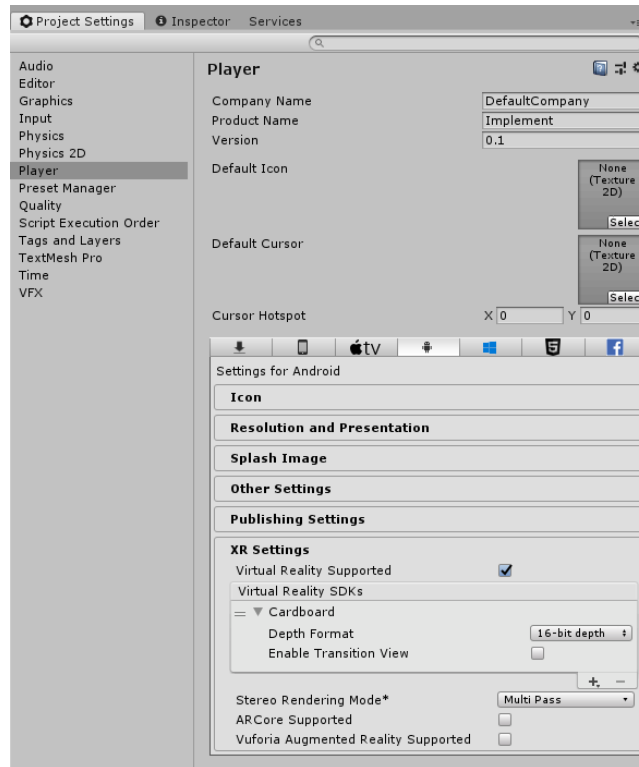 Project Settings
Inspector
Services
Audio
Editor
Graphics
Input
Physics
Physics 2D
Player
Preset Manager
Quality
Script Execution Order
Tags and Layers
TextMesh Pro
Time
VFX
Player
Company Name DefaultCompany
Product Name Implement
Version 0.1
Default Icon
None
(Texture
2D)
Selec
Default Cursor
None
(Texture
2D)
Selec
Cursor Hotspot X 0 Y 0
tv
Settings for Android
Icon
Resolution and Presentation
Splash Image
Other Settings
Publishing Settings
XR Settings
Virtual Reality Supported
Virtual Reality SDKs
Cardboard
Depth Format 16-bit depth
Enable Transition View
Stereo Rendering Mode* Multi Pass
ARCore Supported
Vuforia Augmented Reality Supported